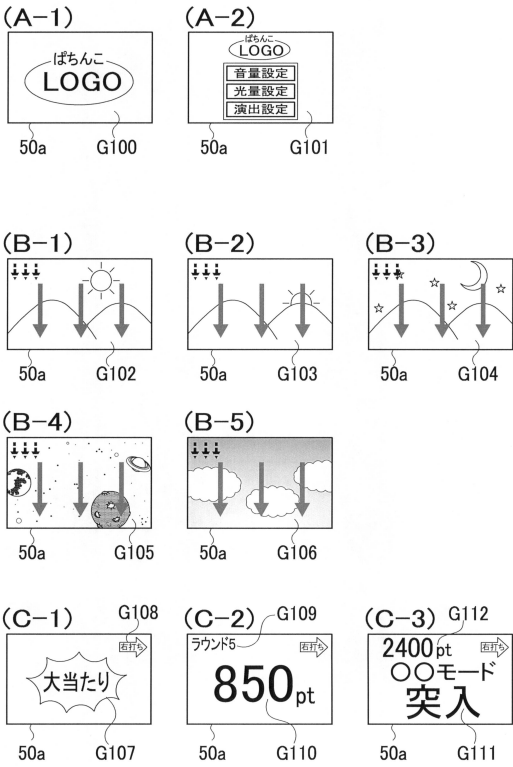 (A-1)
ぱちんこ
LOGO
50a
G100
(A-2)
ぱちんこ
LOGO
音量設定
光量設定
演出設定
50a
G101
(B-1)
50a
G102
(B-2)
50a
G103
(B-3)
50a
G104
(B-4)
50a
G105
(B-5)
50a
G106
(C-1)
G108
右打ち
大当たり
50a
G107
(C-2)
G109
ラウンド5
右打ち
850pt
50a
G110
(C-3)
G112
2400pt
右打ち
〇〇モード
突入
50a
G111